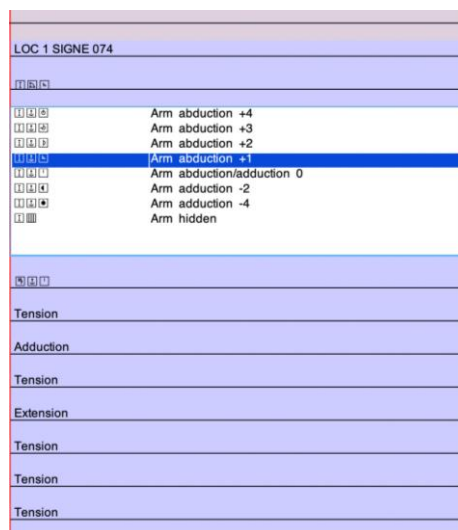 LOC 1 SIGNE 074
Arm abduction +4
Arm abduction +3
Arm abduction +2
Arm abduction +1
Arm abduction/adduction 0
Arm adduction -2
Arm adduction -4
Arm hidden
Tension
Adduction
Tension
Extension
Tension
Tension
Tension